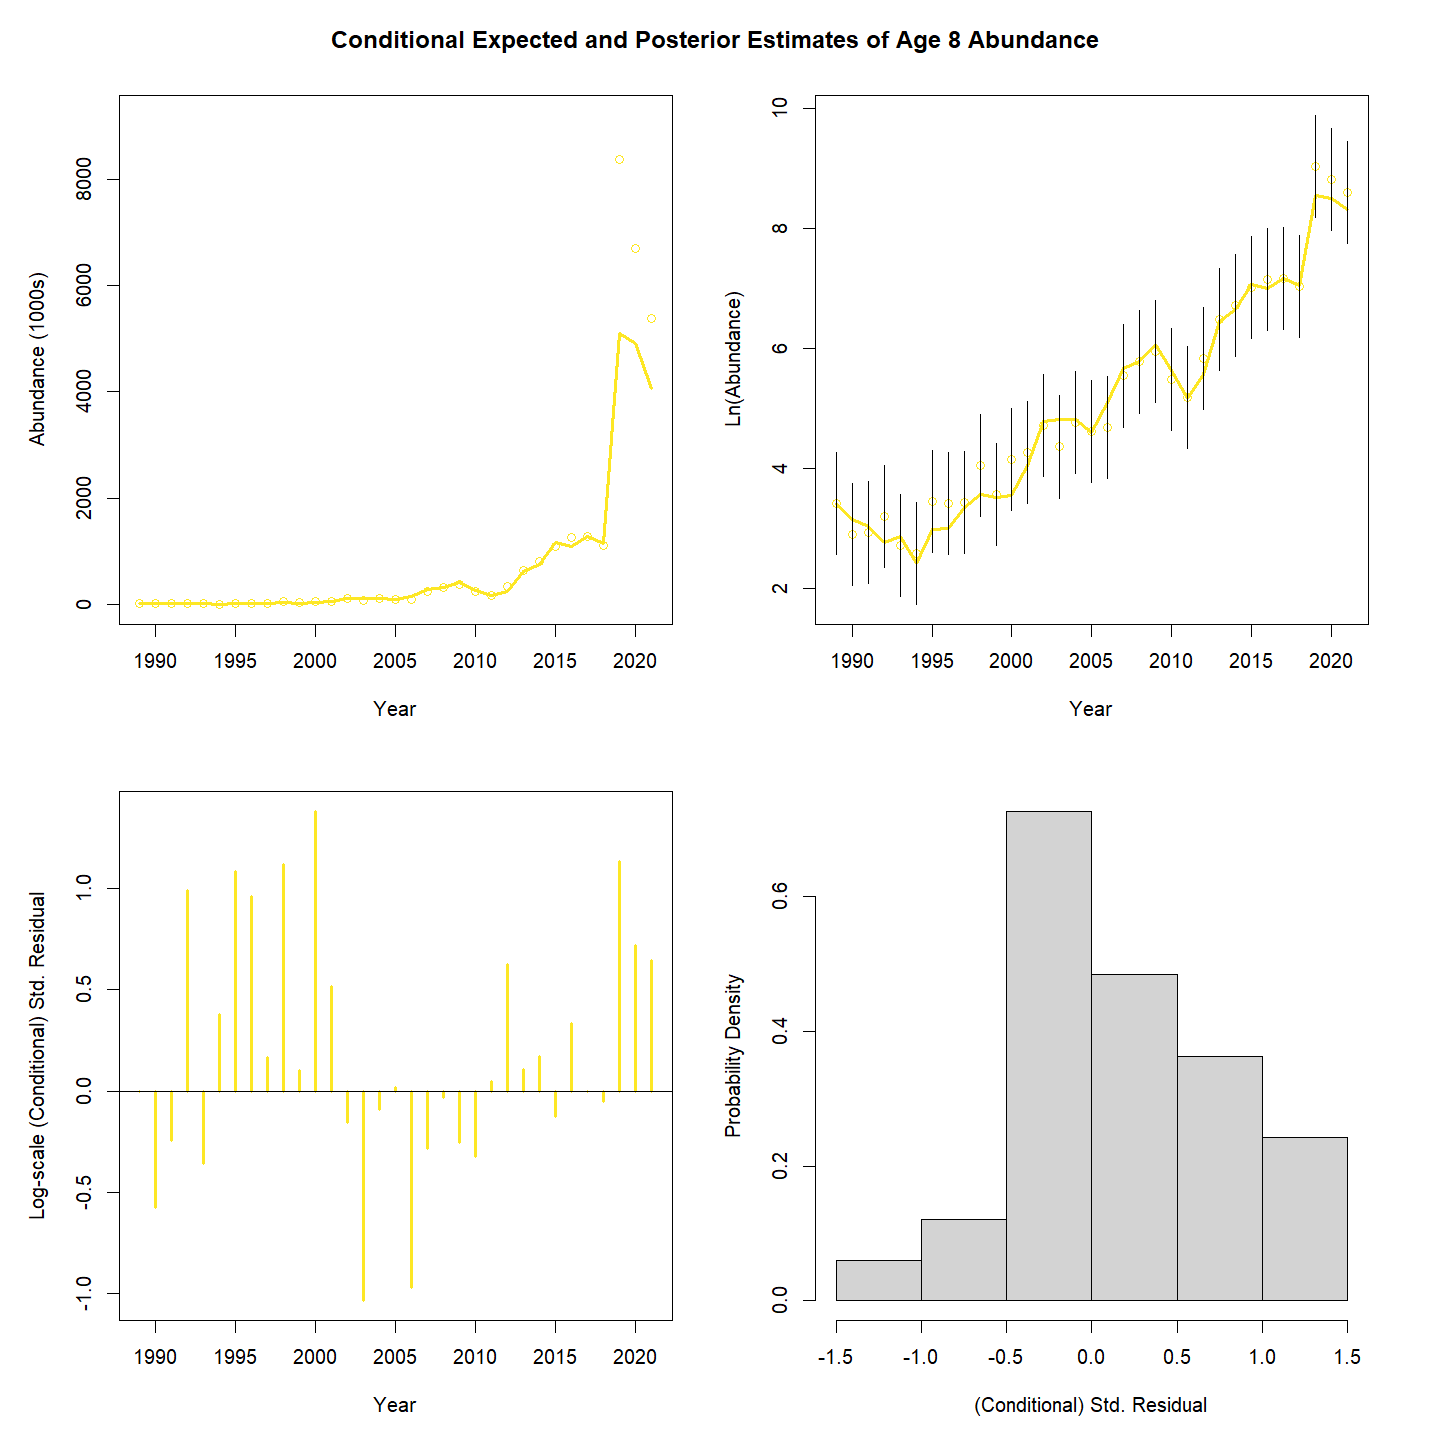 Conditional Expected and Posterior Estimates of Age 8 Abundance
Abundance (1000s)
0 2000 4000 6000 8000
1990 1995 2000 2005 2010 2015 2020
Year
Ln(Abundance)
2 4 6 8 10
1990 1995 2000 2005 2010 2015 2020
Year
Log-scale (Conditional) Std. Residual
-1.0 -0.5 0.0 0.5 1.0
1990 1995 2000 2005 2010 2015 2020
Year
Probability Density
0.0 0.2 0.4 0.6
-1.5 -1.0 -0.5 0.0 0.5 1.0 1.5
(Conditional) Std. Residual